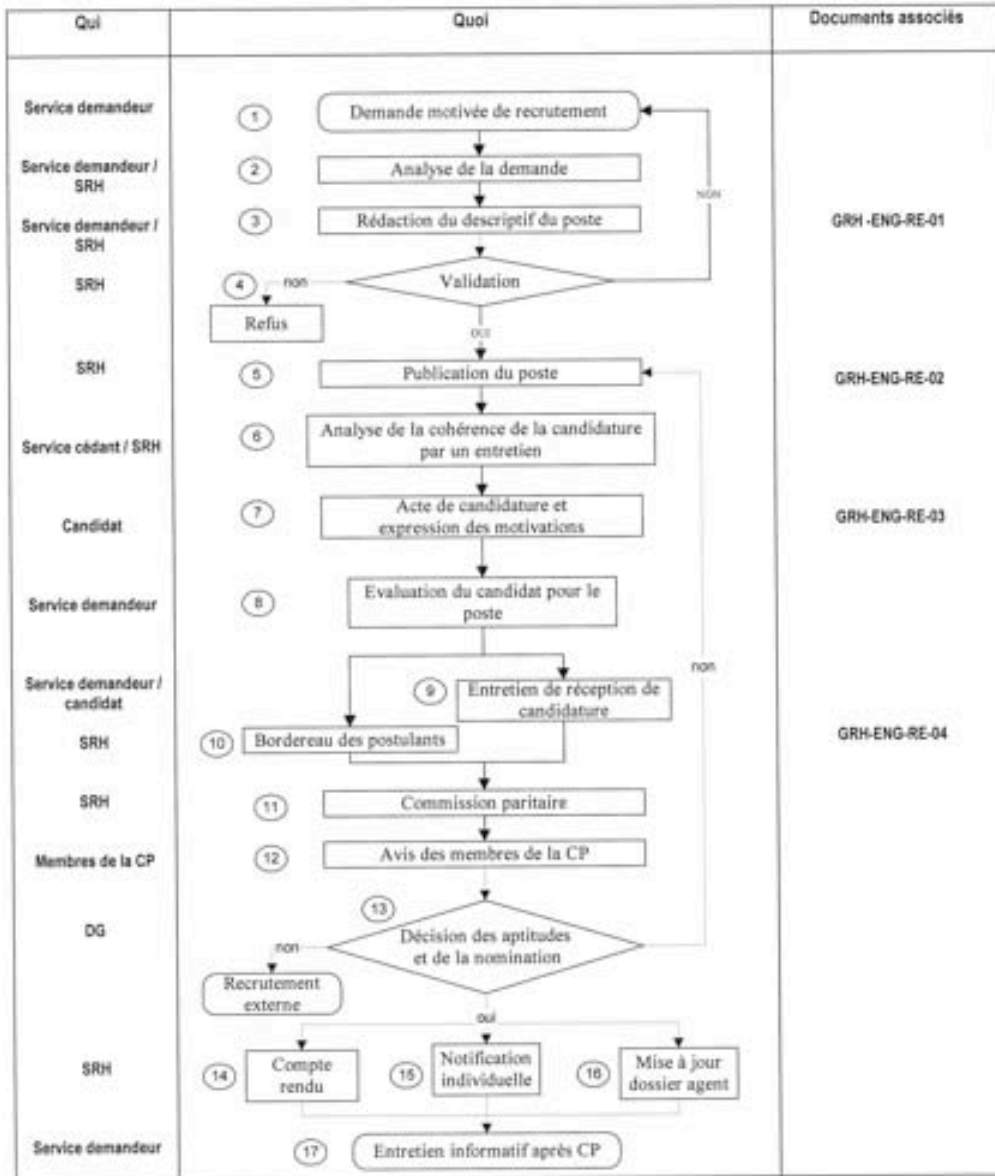 Qui
Quoi
Documents associés
Service demandeur
1
Demande motivée de recrutement
Service demandeur /
SRH
2
Analyse de la demande
NON
Service demandeur /
SRH
3
Rédaction du descriptif du poste
GRH -ENG-RE-01
SRH
4
non
Validation
Refus
OUI
SRH
5
Publication du poste
GRH-ENG-RE-02
Service cédant / SRH
6
Analyse de la cohérence de la candidature
par un entretien
Candidat
7
Acte de candidature et
expression des motivations
GRH-ENG-RE-03
Service demandeur
8
Evaluation du candidat pour le
poste
non
Service demandeur /
candidat
9
Entretien de réception de
candidature
SRH
10
Bordereau des postulants
GRH-ENG-RE-04
SRH
11
Commission paritaire
Membres de la CP
12
Avis des membres de la CP
DG
13
Décision des aptitudes
et de la nomination
non
Recrutement
externe
oui
SRH
14
Compte
rendu
15
Notification
individuelle
16
Mise à jour
dossier agent
Service demandeur
17
Entretien informatif après CP